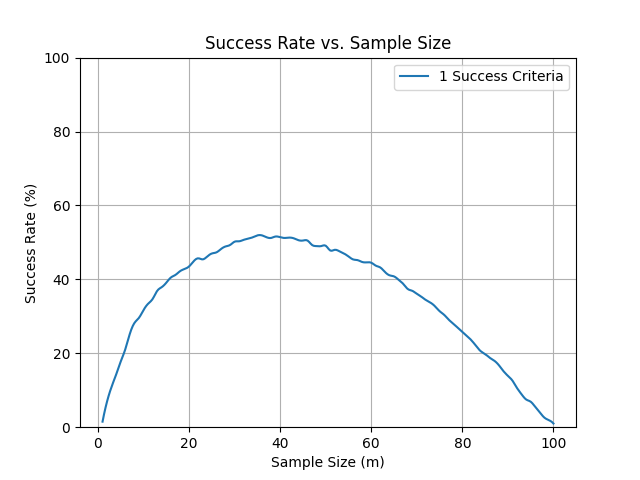 Success Rate vs. Sample Size
1 Success Criteria
Success Rate (%)
100
80
60
40
20
0
0 20 40 60 80 100
Sample Size (m)